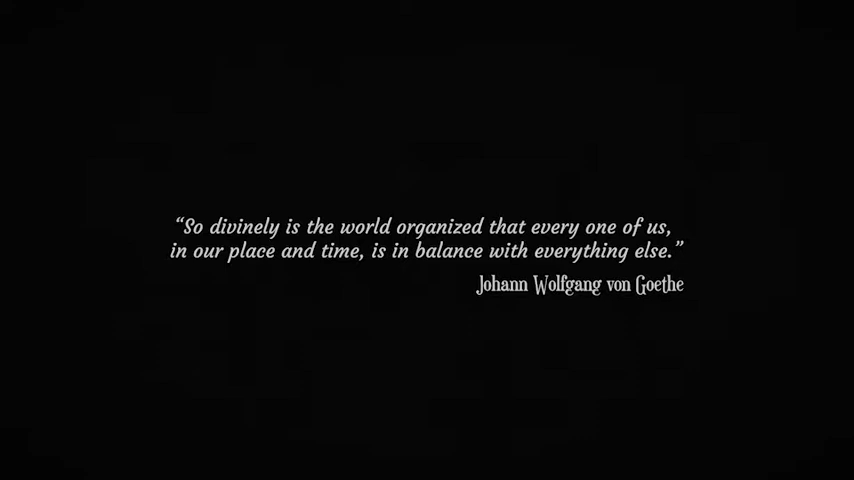 “So divinely is the world organized that every one of us,
in our place and time, is in balance with everything else.”
Johann Wolfgang von Goethe